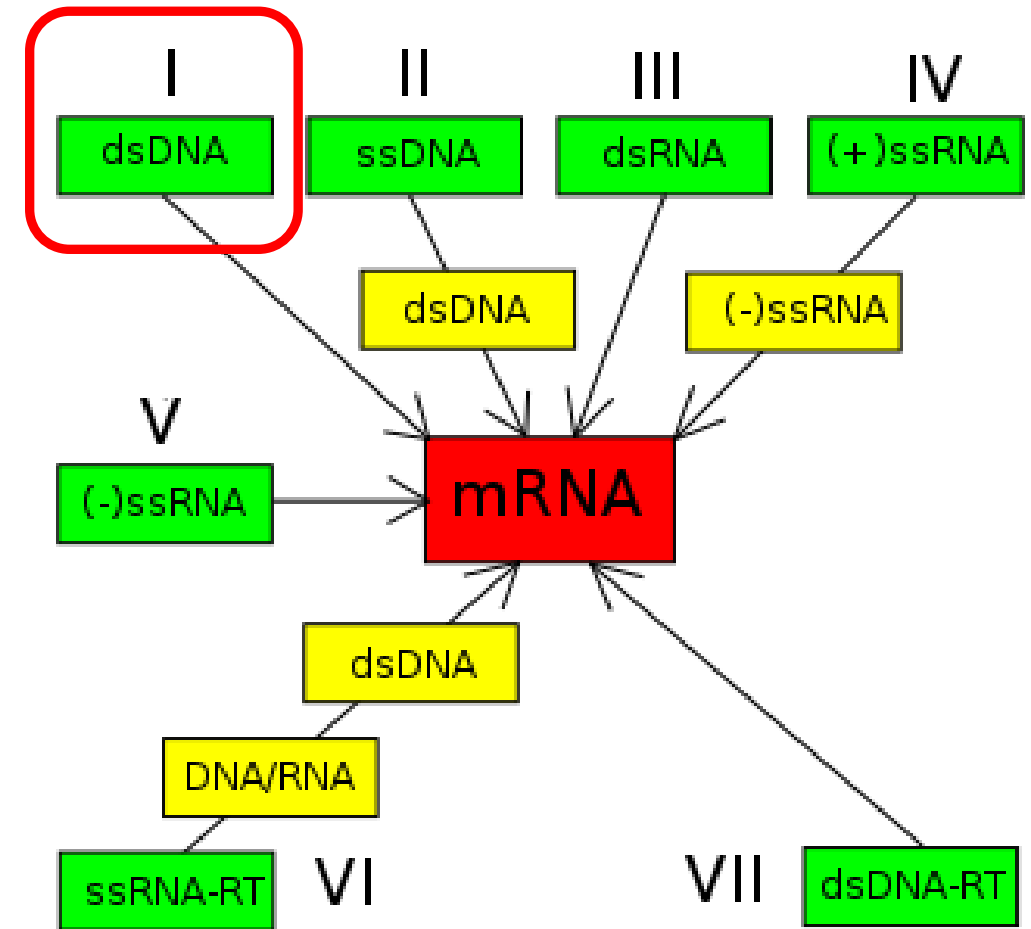 I II III IV
dsDNA ssDNA dsRNA (+)ssRNA
dsDNA (-)ssRNA
V
(-)ssRNA mRNA
dsDNA
DNA/RNA
ssRNA-RT VI VII dsDNA-RT